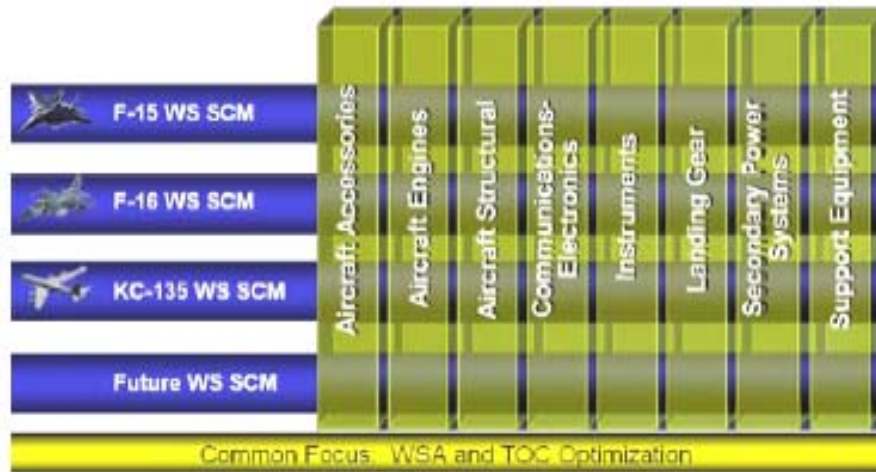 F-15 WS SCM
F-16 WS SCM
KC-135 WS SCM
Future WS SCM
Aircraft Accessories
Aircraft Engines
Aircraft Structural
Communications-
Electronics
Instruments
Landing Gear
Secondary Power
Systems
Support Equipment
Common Focus: WSA and TOC Optimization